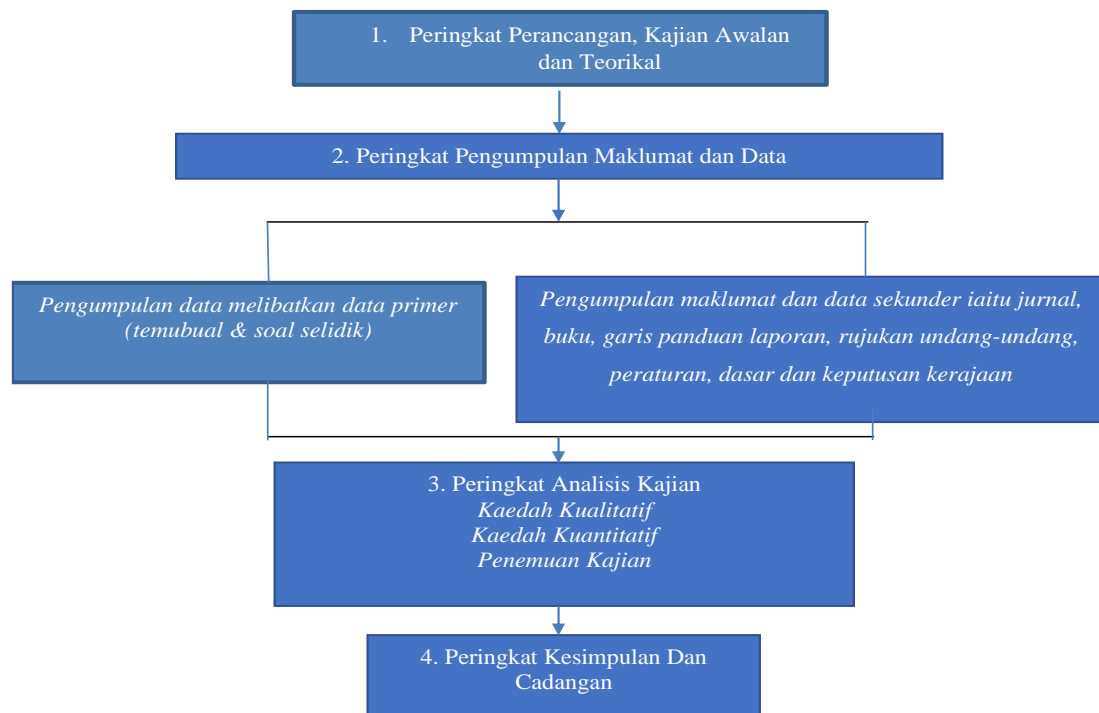 1. Peringkat Perancangan, Kajian Awalan
dan Teorikal
2. Peringkat Pengumpulan Maklumat dan Data
Pengumpulan data melibatkan data primer
(temubual & soal selidik)
Pengumpulan maklumat dan data sekunder iaitu jurnal,
buku, garis panduan laporan, rujukan undang-undang,
peraturan, dasar dan keputusan kerajaan
3. Peringkat Analisis Kajian
Kaedah Kualitatif
Kaedah Kuantitatif
Penemuan Kajian
4. Peringkat Kesimpulan Dan
Cadangan